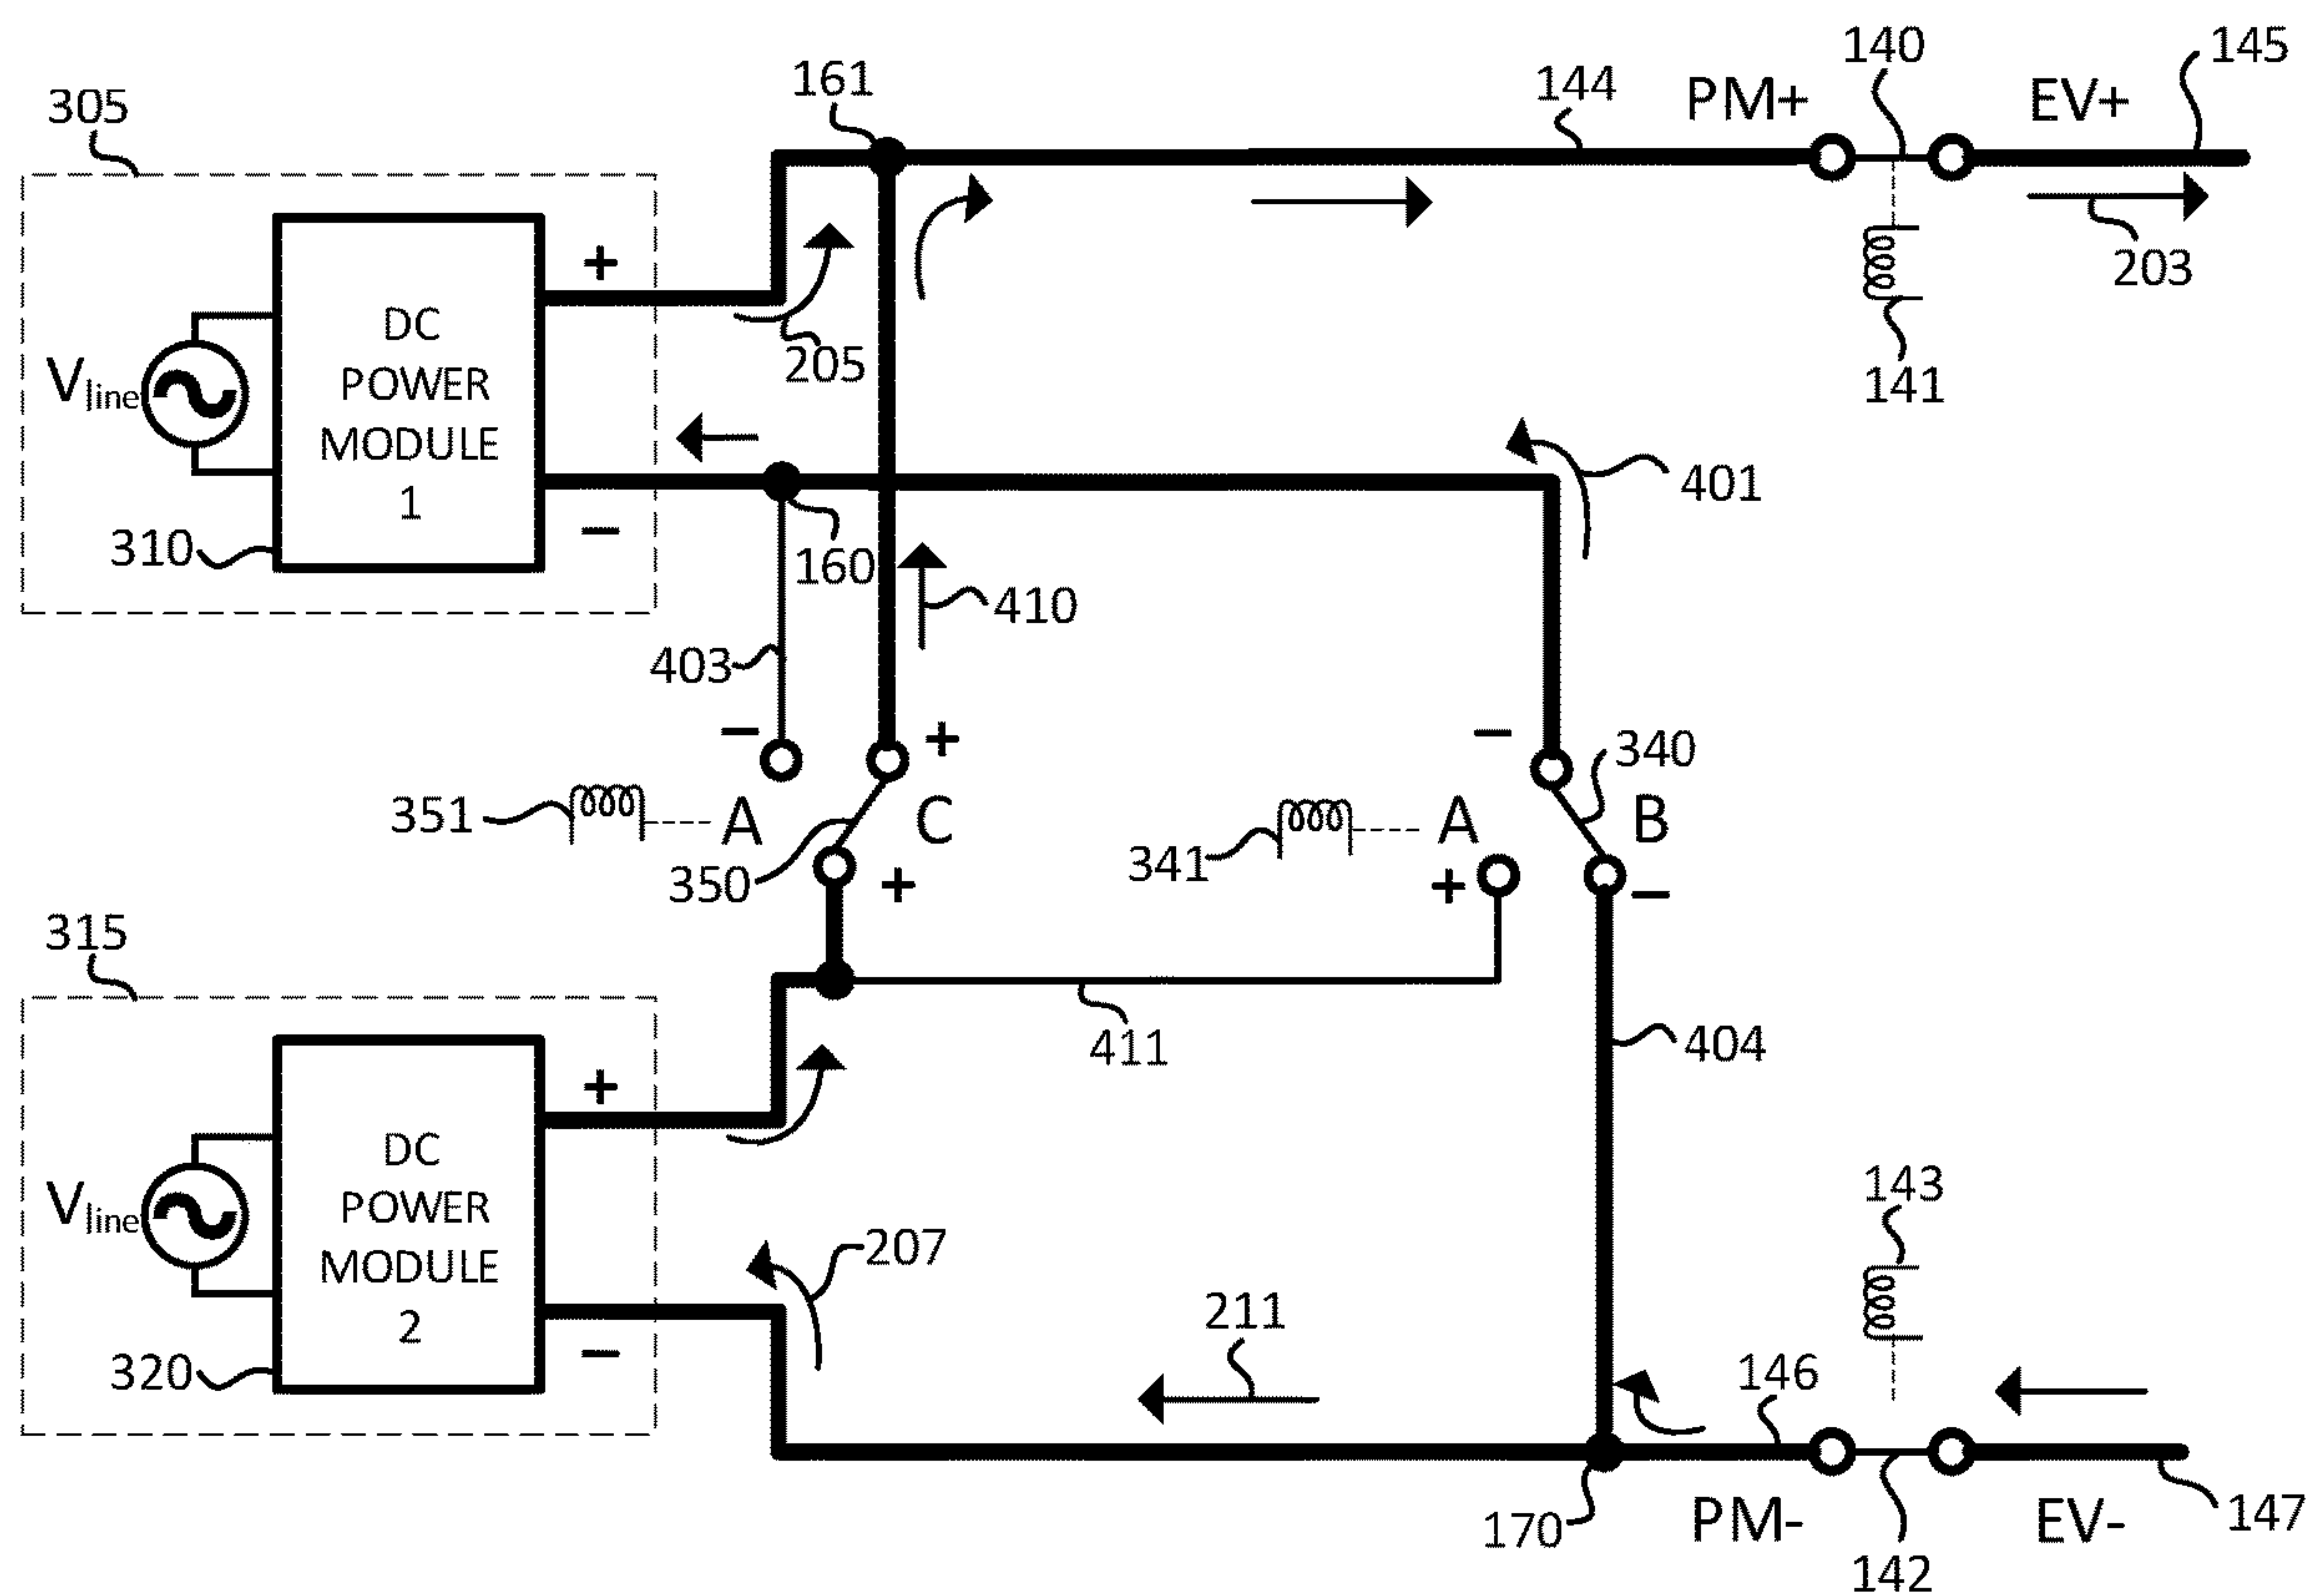 140
145
161
144
PM+
EV+
305
+
203
DC
POWER
MODULE
1
Vline
205
141
401
310
−
160
410
403
−
+
−
340
351
A
C
A
B
341
350
+
+
−
315
411
404
+
DC
POWER
MODULE
2
Vline
143
207
211
146
320
−
170
PM-
EV-
147
142